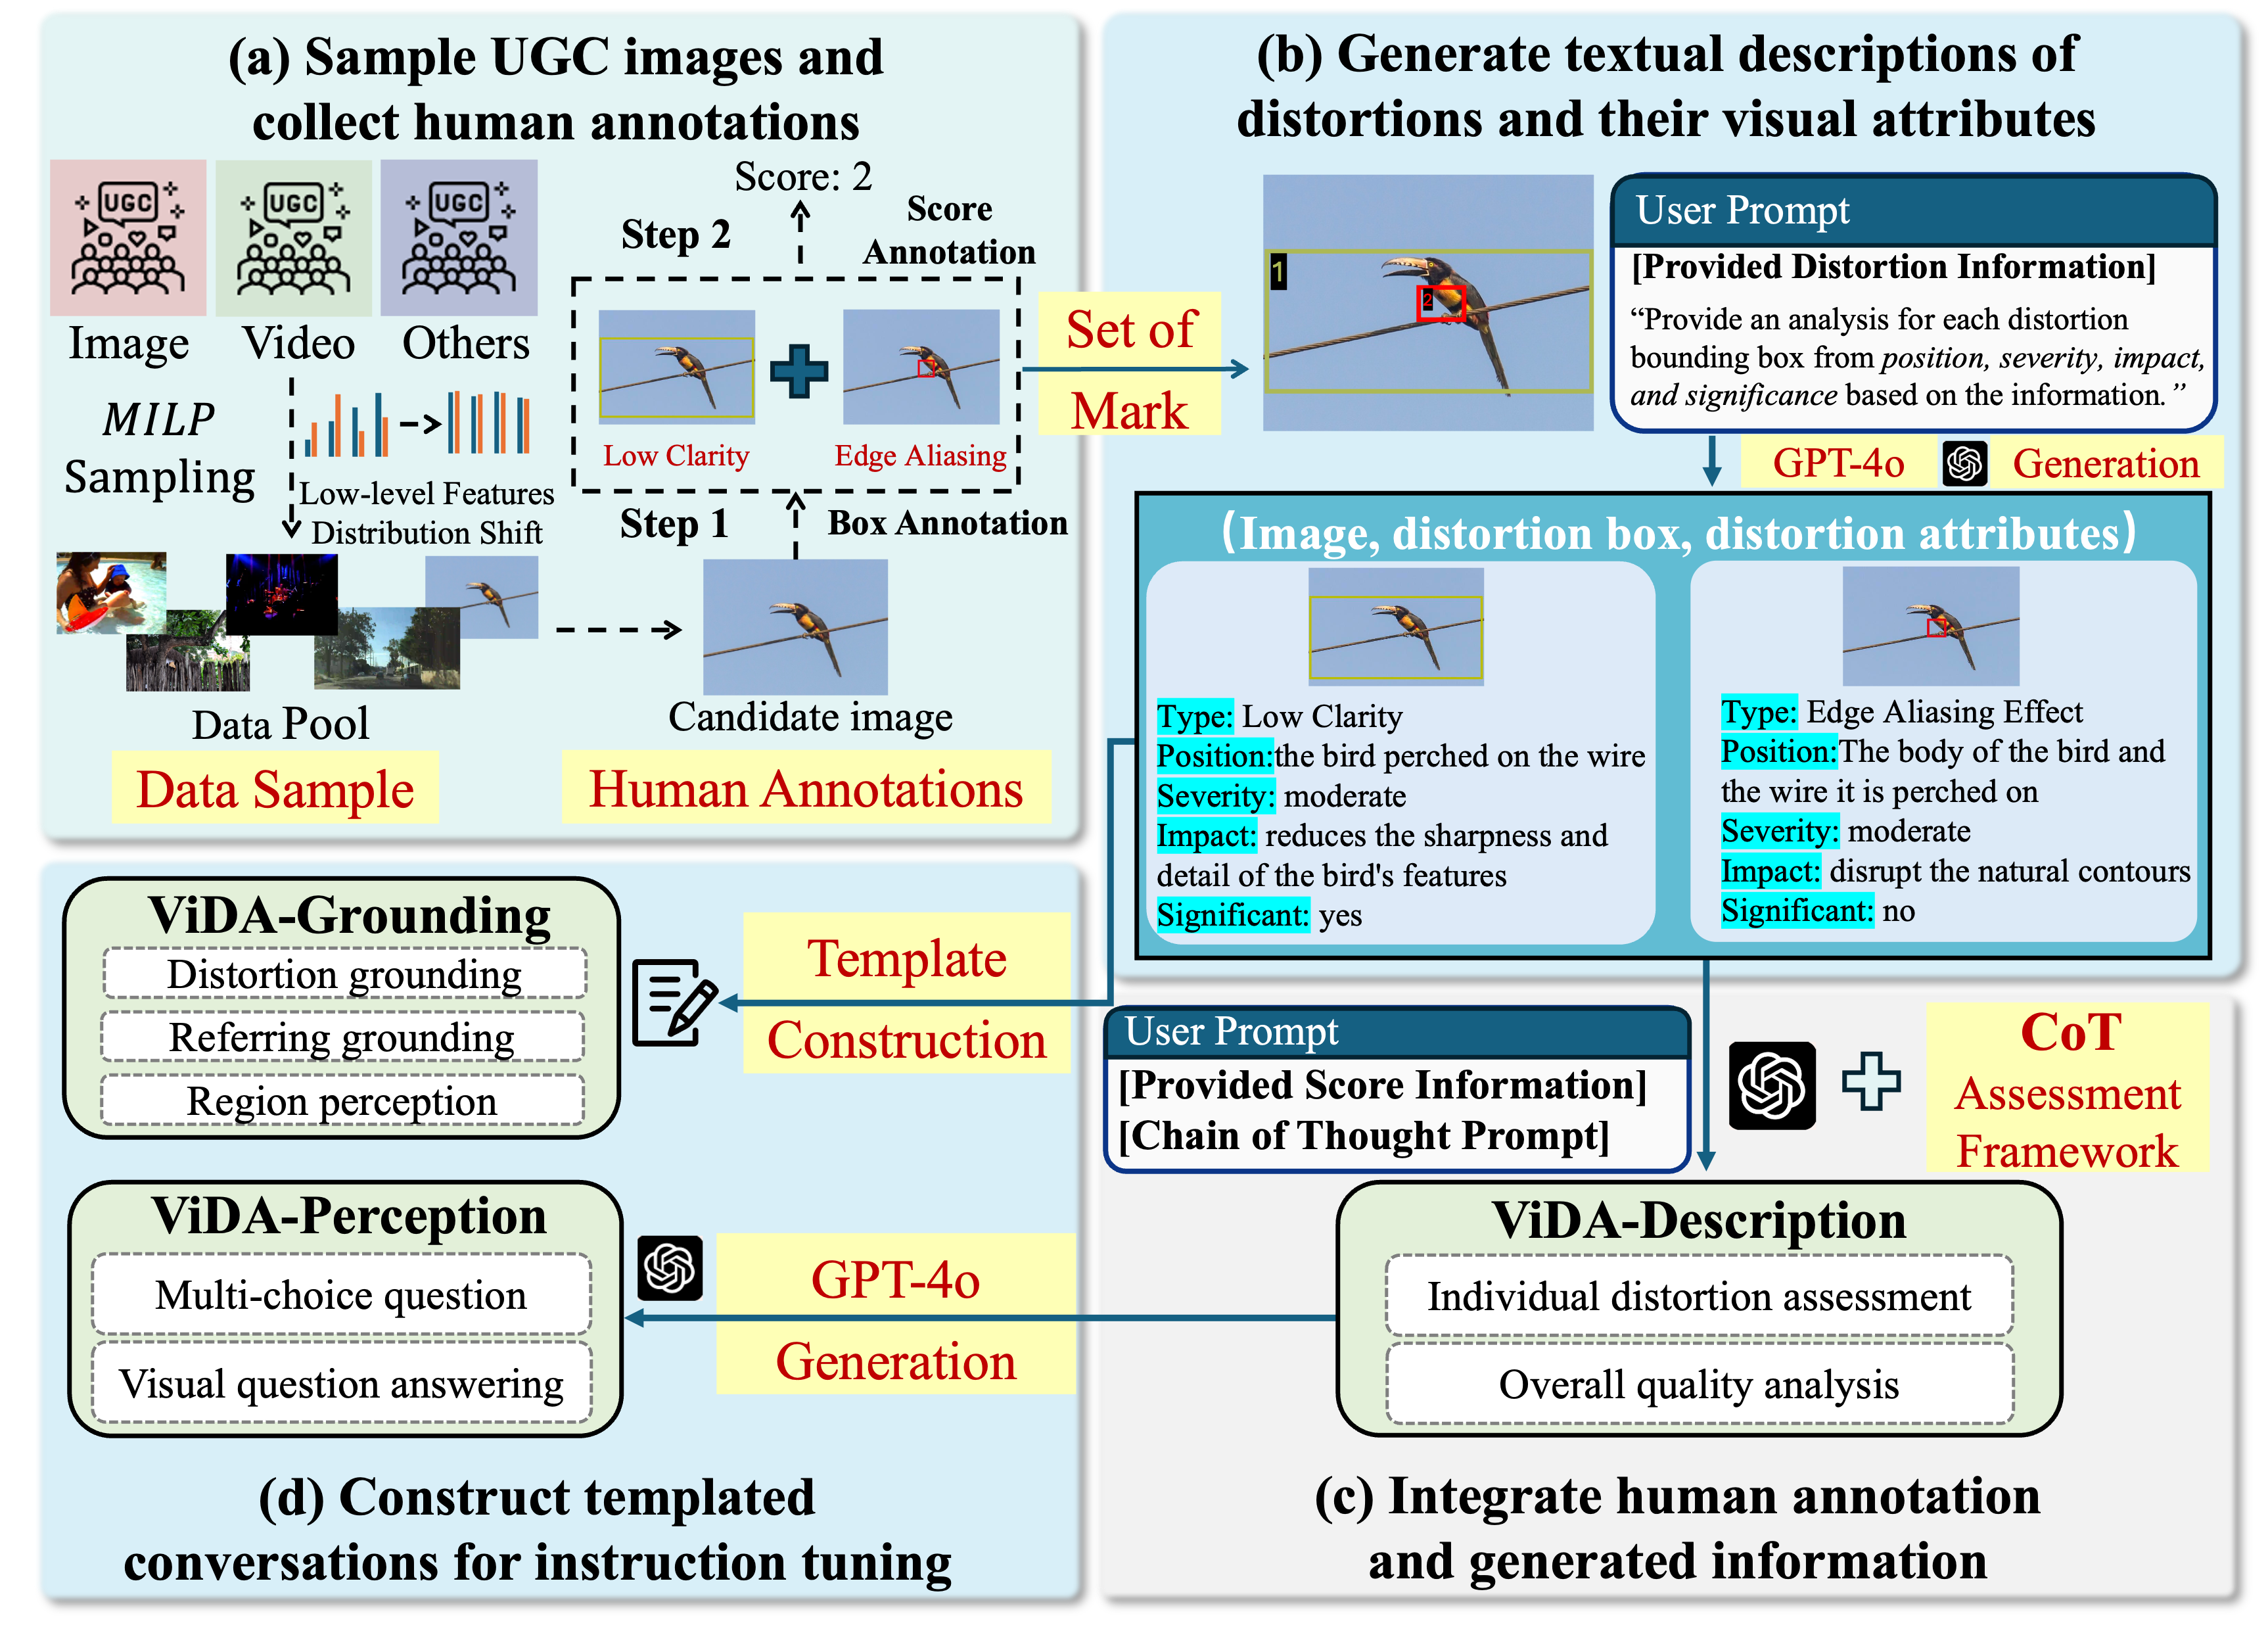 (a) Sample UGC images and
collect human annotations
UGC
UGC
UGC
Image
Video
Others
MILP
Sampling
Low-level Features
Distribution Shift
Data Pool
Data Sample
Score: 2
Step 2
Score
Annotation
Low Clarity
Edge Aliasing
Step 1
Box Annotation
Candidate image
Human Annotations
Set of
Mark
(b) Generate textual descriptions of
distortions and their visual attributes
1
2
User Prompt
[Provided Distortion Information]
“Provide an analysis for each distortion
bounding box from position, severity, impact,
and significance based on the information.”
GPT-4o
Generation
(Image, distortion box, distortion attributes)
Type: Low Clarity
Position:the bird perched on the wire
Severity: moderate
Impact: reduces the sharpness and
detail of the bird's features
Significant: yes
Type: Edge Aliasing Effect
Position:The body of the bird and
the wire it is perched on
Severity: moderate
Impact: disrupt the natural contours
Significant: no
User Prompt
[Provided Score Information]
[Chain of Thought Prompt]
CoT
Assessment
Framework
ViDA-Description
Individual distortion assessment
Overall quality analysis
(c) Integrate human annotation
and generated information
ViDA-Grounding
Distortion grounding
Referring grounding
Region perception
Template
Construction
ViDA-Perception
Multi-choice question
Visual question answering
GPT-4o
Generation
(d) Construct templated
conversations for instruction tuning